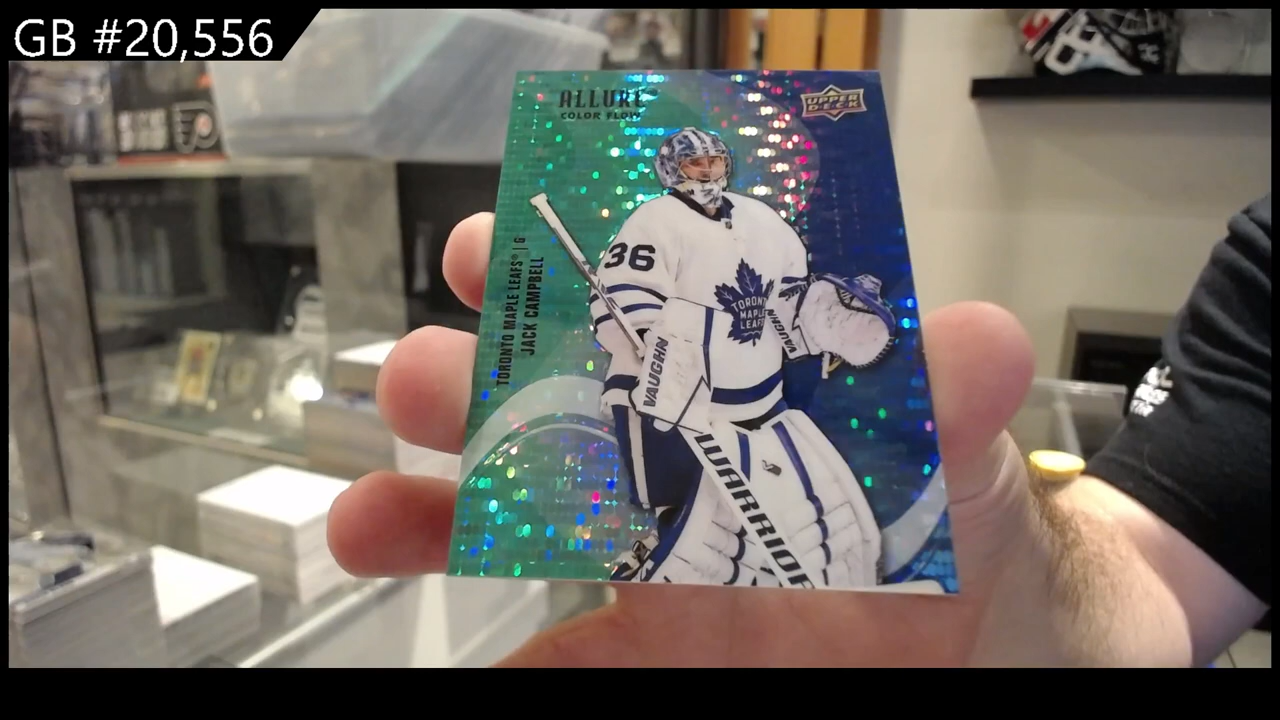 GB #20,556
ALLURE
COLOR FLOW
UPPER
DECK
TORONTO MAPLE LEAFS® | G
JACK CAMPBELL
36
TORONTO
MAPLE
LEAFS
VAUGHN
VAUGHN
WARRIOR